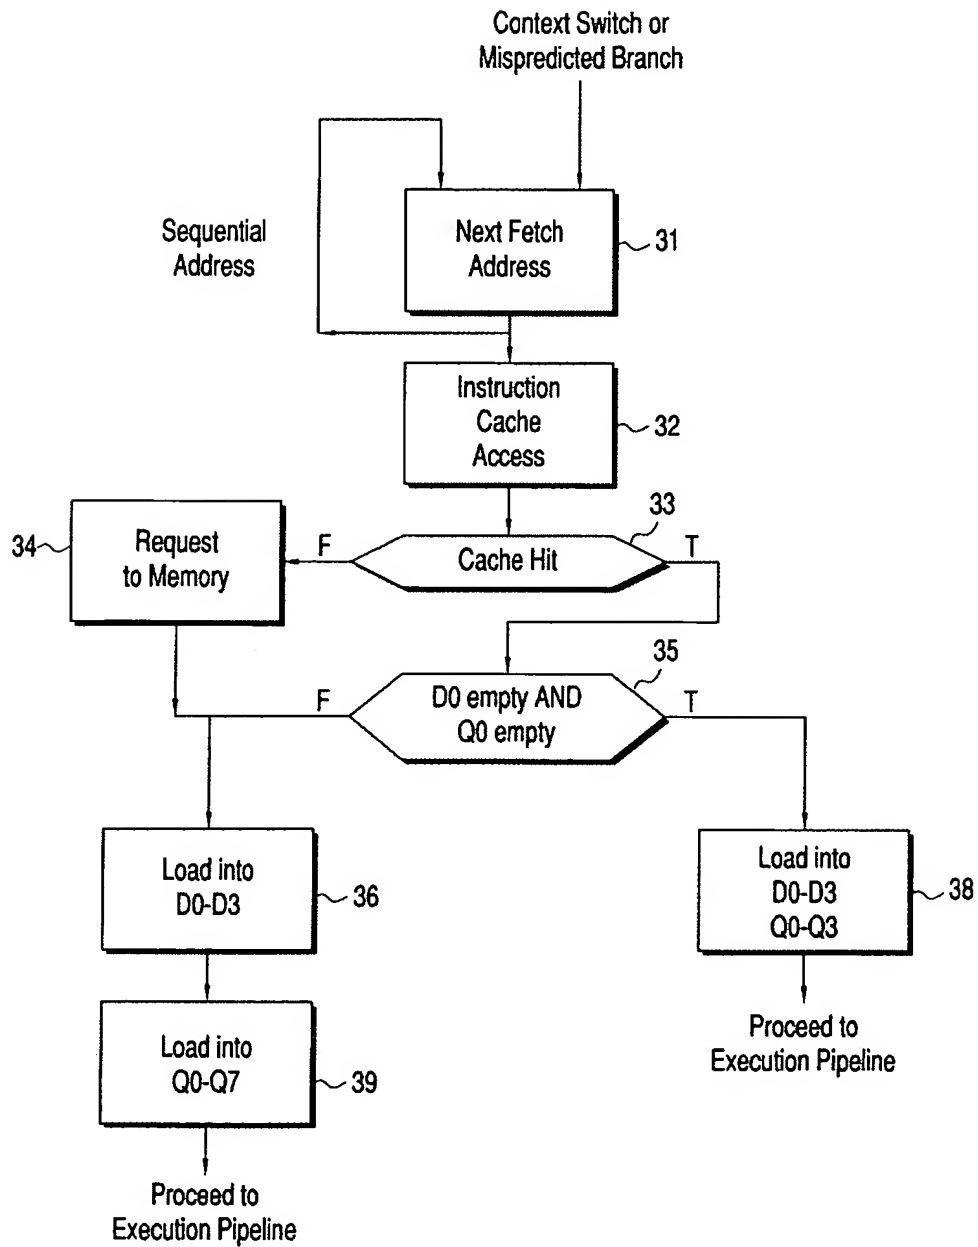 Context Switch or
Mispredicted Branch
Sequential
Address
Next Fetch
Address
31
Instruction
Cache
Access
32
33
34
Request
to Memory
F
Cache Hit
T
35
F
D0 empty AND
Q0 empty
T
Load into
D0-D3
36
Load into
D0-D3
Q0-Q3
38
Load into
Q0-Q7
39
Proceed to
Execution Pipeline
Proceed to
Execution Pipeline